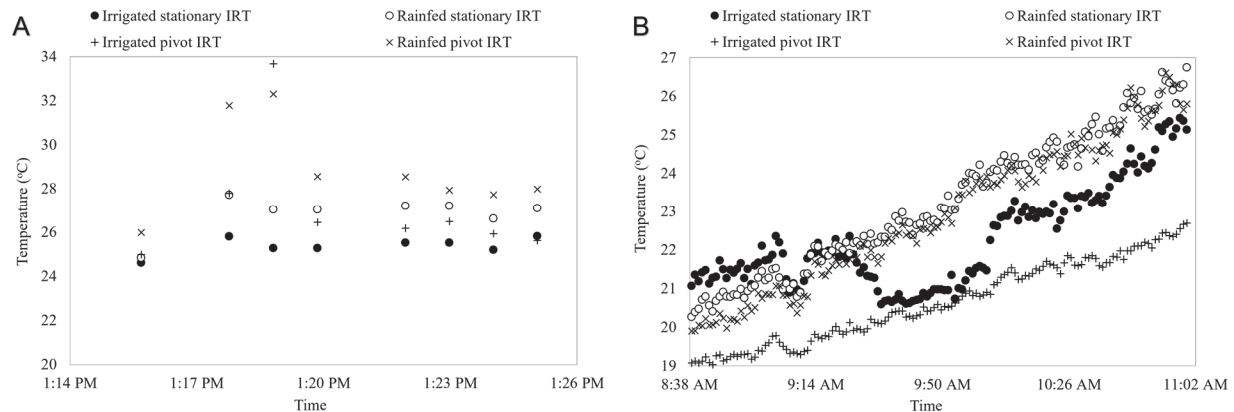 A
● Irrigated stationary IRT ○ Rainfed stationary IRT
+ Irrigated pivot IRT × Rainfed pivot IRT
34
32
30
28
26
24
22
20
Temperature (°C)
1:14 PM 1:17 PM 1:20 PM 1:23 PM 1:26 PM
Time
B
● Irrigated stationary IRT ○ Rainfed stationary IRT
+ Irrigated pivot IRT × Rainfed pivot IRT
27
26
25
24
23
22
21
20
19
Temperature (°C)
8:38 AM 9:14 AM 9:50 AM 10:26 AM 11:02 AM
Time